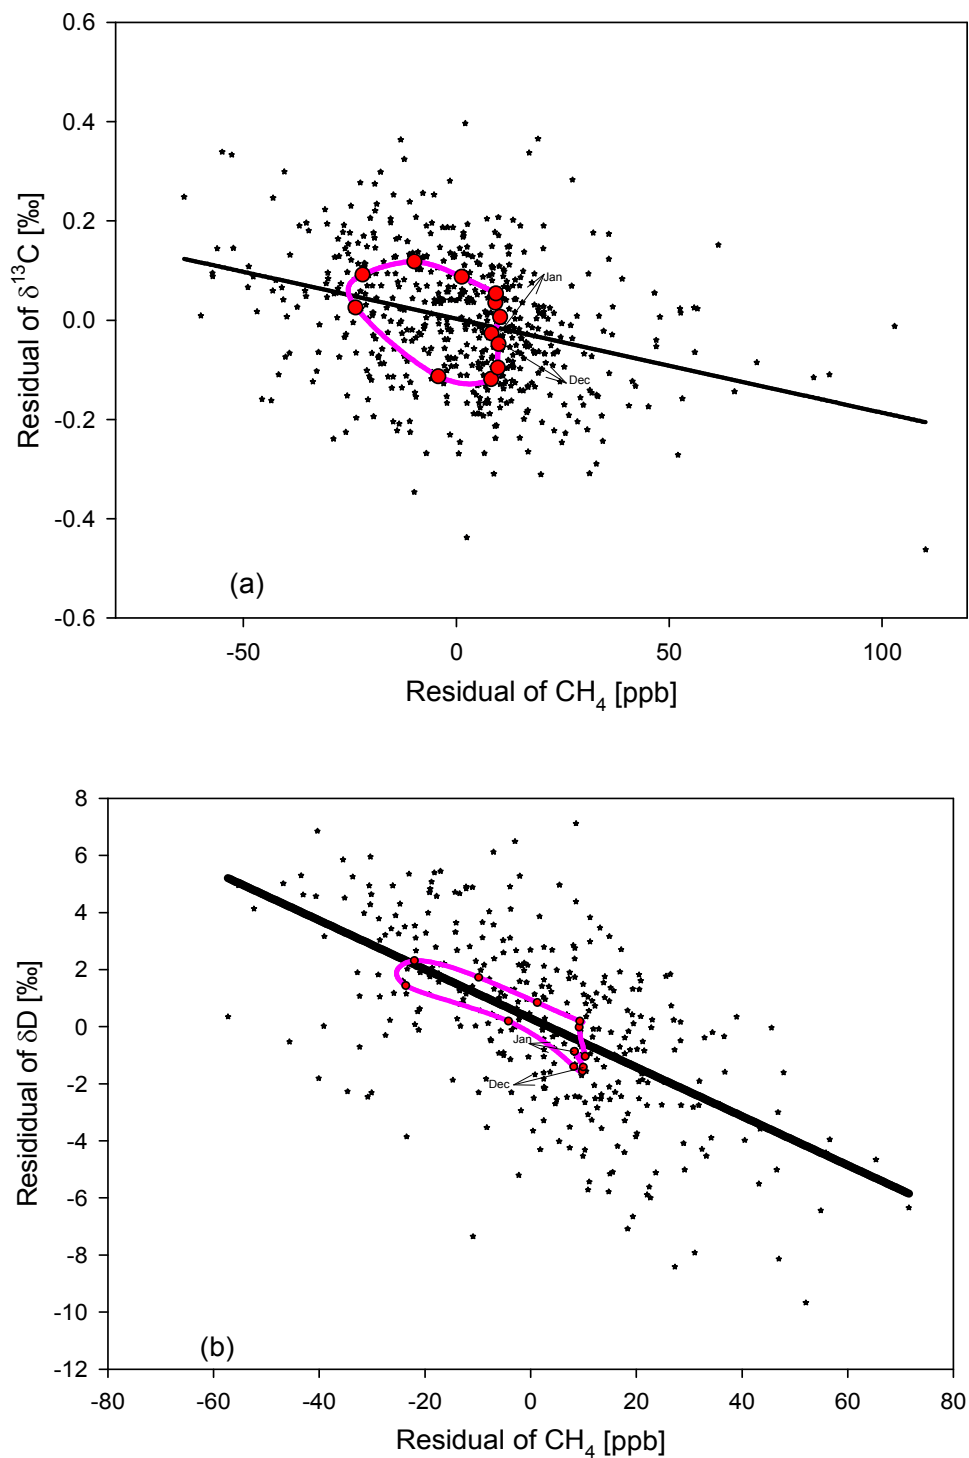 0.6
0.4
0.2
0.0
-0.2
-0.4
-0.6
Residual of δ¹³C [‰]
Jan
Dec
(a)
-50 0 50 100
Residual of CH₄ [ppb]
8
6
4
2
0
-2
-4
-6
-8
-10
-12
Resididual of δD [‰]
Jan
Dec
(b)
-80 -60 -40 -20 0 20 40 60 80
Residual of CH₄ [ppb]